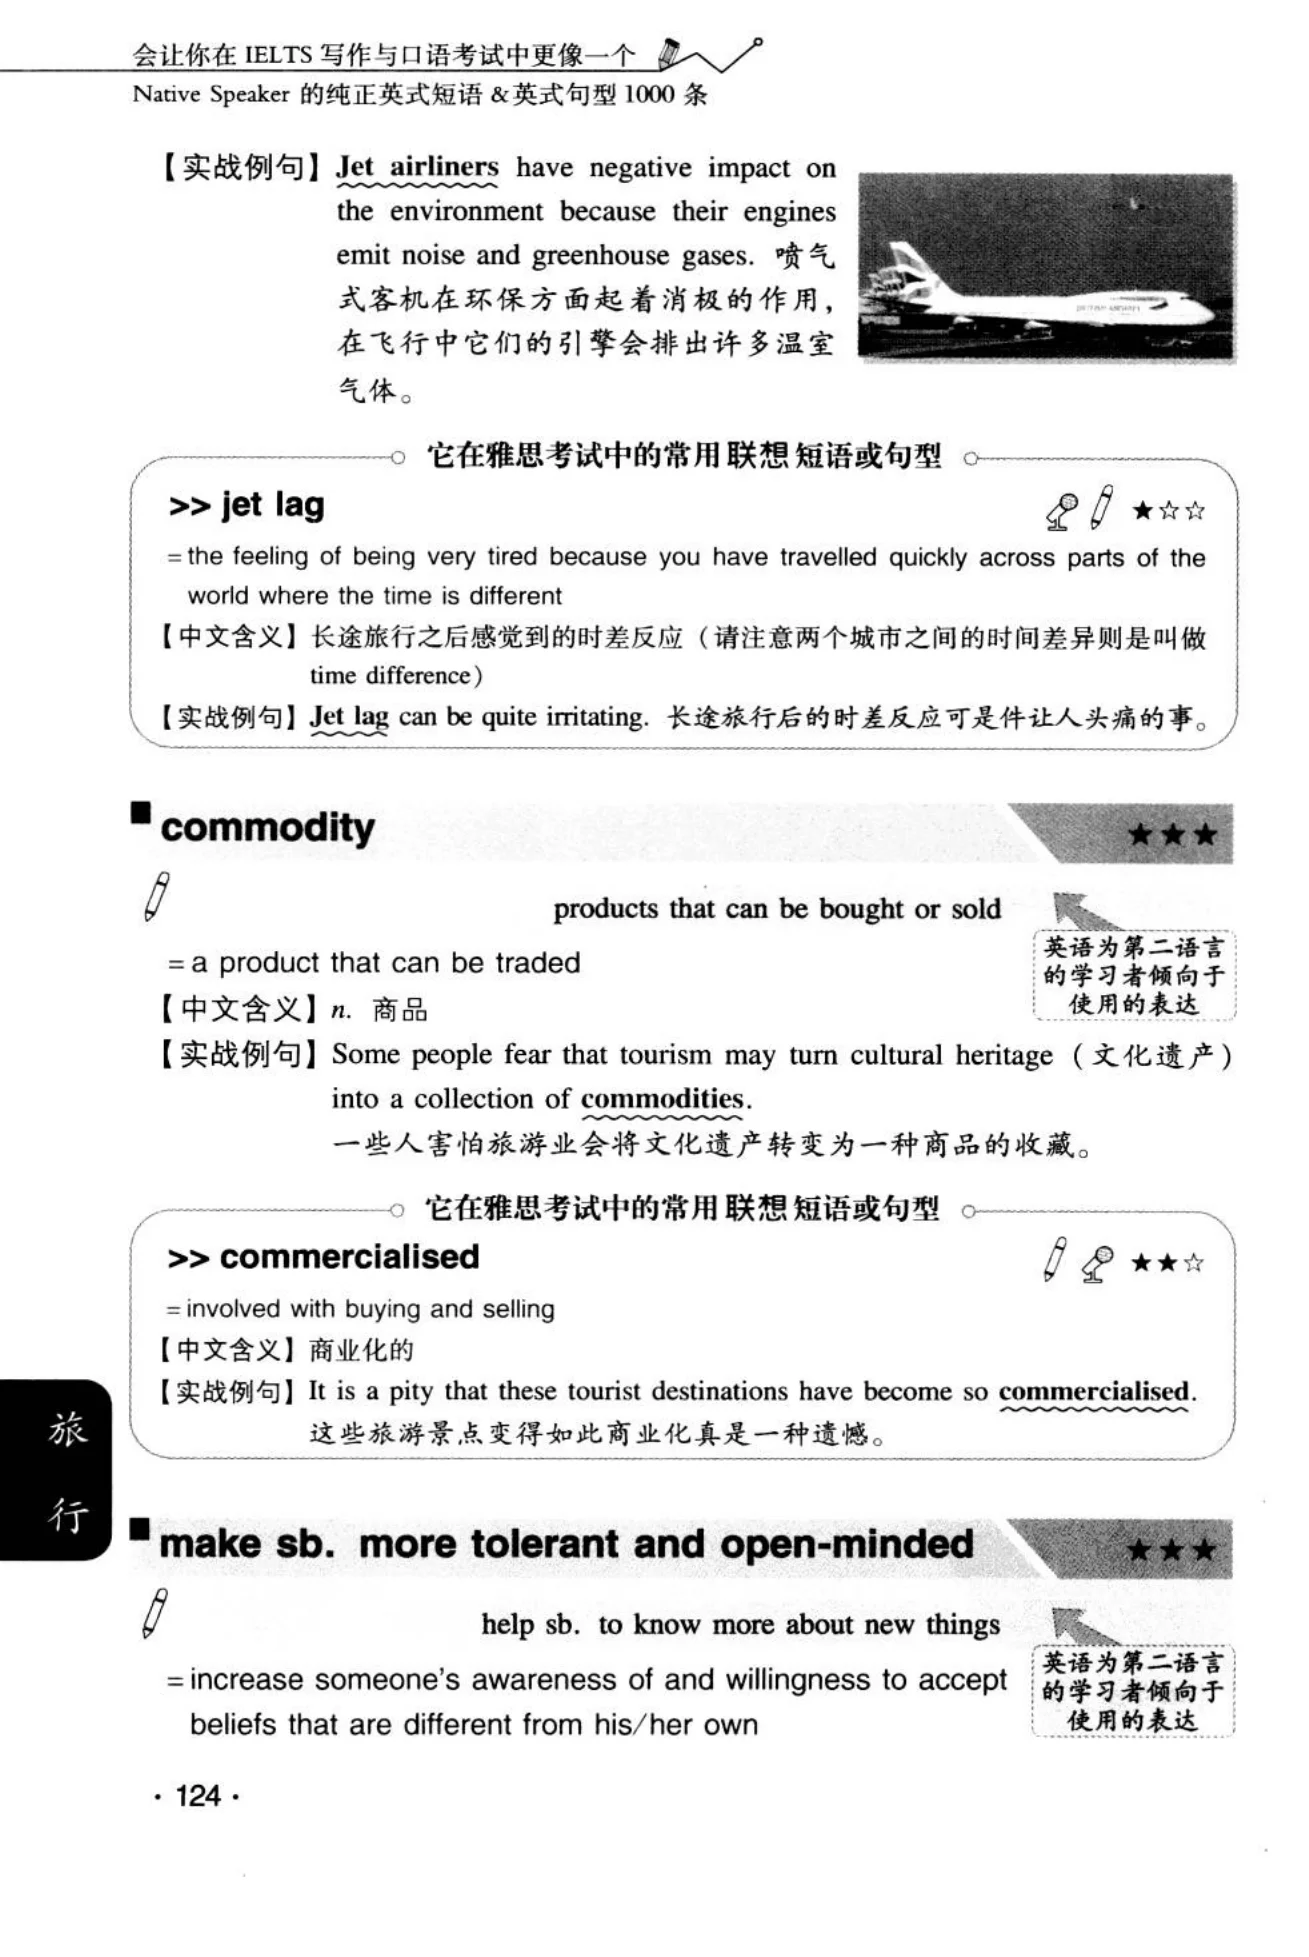 会让你在 IELTS 写作与口语考试中更像一个
Native Speaker 的纯正英式短语 & 英式句型 1000 条
【实战例句】Jet airliners have negative impact on
the environment because their engines
emit noise and greenhouse gases. 喷气
式客机在环保方面起着消极的作用，
在飞行中它们的引擎会排出许多温室
气体。
它在雅思考试中的常用联想短语或句型
>> jet lag ★☆☆
= the feeling of being very tired because you have travelled quickly across parts of the
world where the time is different
【中文含义】长途旅行之后感觉到的时差反应（请注意两个城市之间的时间差异则是叫做
time difference）
【实战例句】Jet lag can be quite irritating. 长途旅行后的时差反应可是件让人头痛的事。
■ commodity ★★★
products that can be bought or sold
英语为第二语言
的学习者倾向于
使用的表达
= a product that can be traded
【中文含义】n. 商品
【实战例句】Some people fear that tourism may turn cultural heritage（文化遗产）
into a collection of commodities.
一些人害怕旅游业会将文化遗产转变为一种商品的收藏。
它在雅思考试中的常用联想短语或句型
>> commercialised ★★☆
= involved with buying and selling
【中文含义】商业化的
【实战例句】It is a pity that these tourist destinations have become so commercialised.
这些旅游景点变得如此商业化真是一种遗憾。
旅行
■ make sb. more tolerant and open-minded ★★★
help sb. to know more about new things
英语为第二语言
的学习者倾向于
使用的表达
= increase someone's awareness of and willingness to accept
beliefs that are different from his/her own
· 124 ·